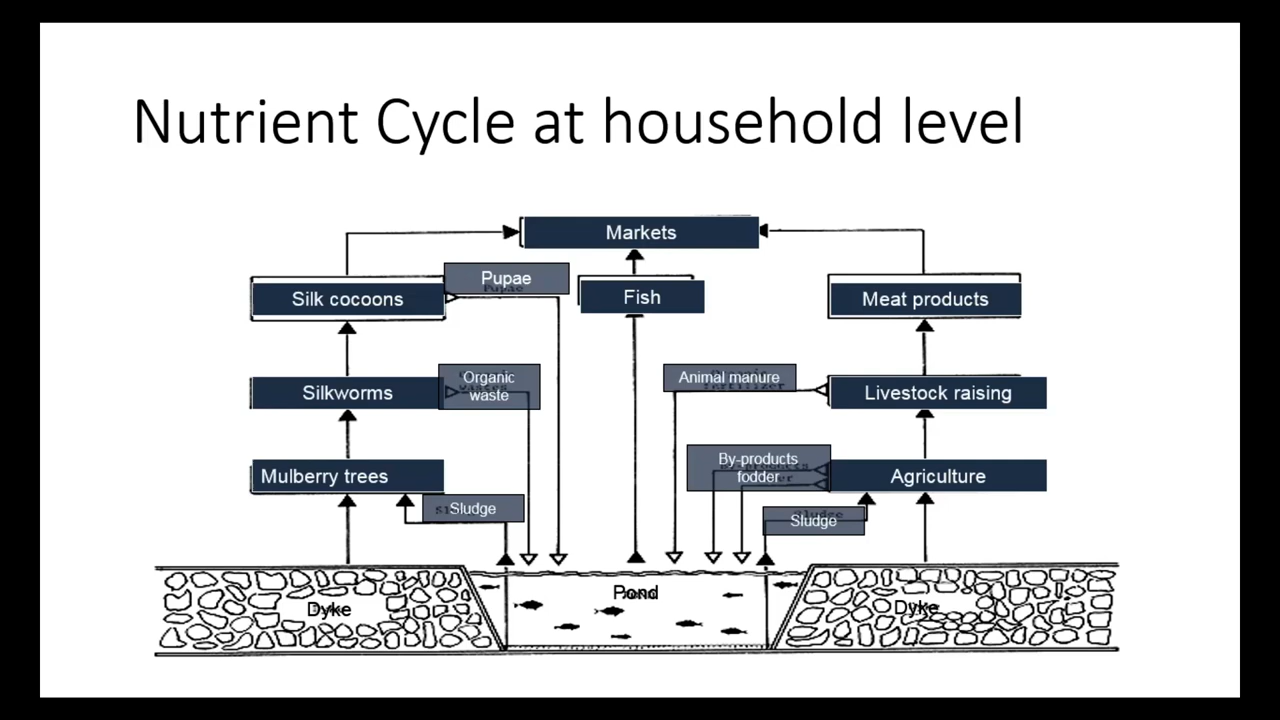 Nutrient Cycle at household level
Markets
Pupae
Silk cocoons
Fish
Meat products
Organic
waste
Animal manure
Silkworms
Livestock raising
By-products
fodder
Mulberry trees
Agriculture
Sludge
Sludge
Pond
Dyke
Dyke